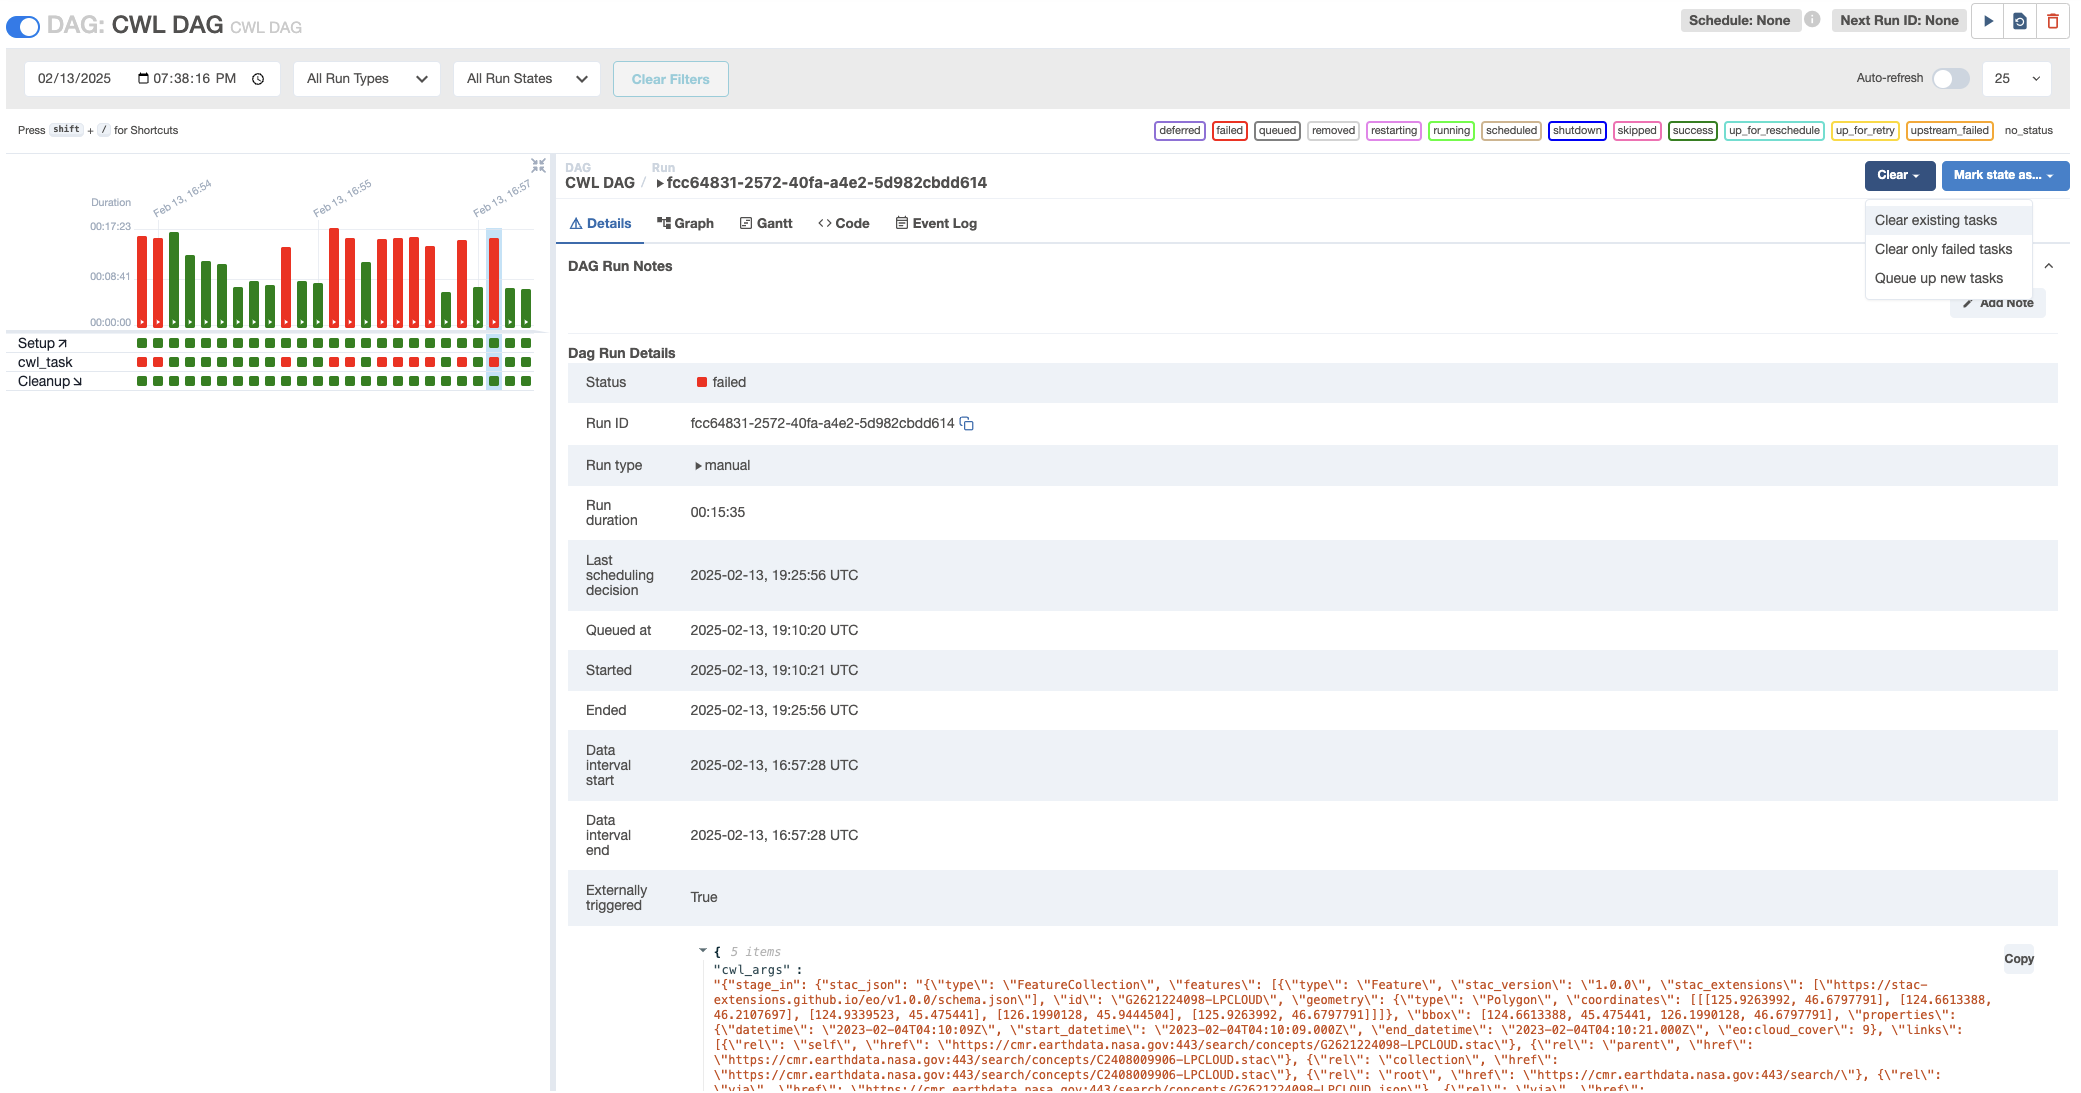 DAG: CWL DAG CWL DAG
Schedule: None
Next Run ID: None
02/13/2025 07:38:16 PM
All Run Types
All Run States
Clear Filters
Auto-refresh
25
Press shift + / for Shortcuts
deferred failed queued removed restarting running scheduled shutdown skipped success up_for_reschedule up_for_retry upstream_failed no_status
Duration
Feb 13, 16:54
Feb 13, 16:55
Feb 13, 16:57
00:17:23
00:08:41
00:00:00
Setup
cwl_task
Cleanup
DAG Run
CWL DAG / fcc64831-2572-40fa-a4e2-5d982cbdd614
Clear
Mark state as...
Clear existing tasks
Clear only failed tasks
Queue up new tasks
Details Graph Gantt Code Event Log
DAG Run Notes
Add Note
Dag Run Details
Status failed
Run ID fcc64831-2572-40fa-a4e2-5d982cbdd614
Run type manual
Run
duration
00:15:35
Last
scheduling
decision
2025-02-13, 19:25:56 UTC
Queued at 2025-02-13, 19:10:20 UTC
Started 2025-02-13, 19:10:21 UTC
Ended 2025-02-13, 19:25:56 UTC
Data
interval
start
2025-02-13, 16:57:28 UTC
Data
interval
end
2025-02-13, 16:57:28 UTC
Externally
triggered
True
{ 5 items
Copy
"cwl_args" :
"{"stage_in": {"stac_json": "{\"type\": \"FeatureCollection\", \"features\": [{\"type\": \"Feature\", \"stac_version\": \"1.0.0\", \"stac_extensions\": [\"https://stac-
extensions.github.io/eo/v1.0.0/schema.json\"], \"id\": \"G2621224098-LPCLOUD\", \"geometry\": {\"type\": \"Polygon\", \"coordinates\": [[[125.9263992, 46.6797791], [124.6613388,
46.2107697], [124.9339523, 45.475441], [126.1990128, 45.9444504], [125.9263992, 46.6797791]]]}, \"bbox\": [124.6613388, 45.475441, 126.1990128, 46.6797791], \"properties\":
{\"datetime\": \"2023-02-04T04:10:09Z\", \"start_datetime\": \"2023-02-04T04:10:09.000Z\", \"end_datetime\": \"2023-02-04T04:10:21.000Z\", \"eo:cloud_cover\": 9}, \"links\":
[{\"rel\": \"self\", \"href\": \"https://cmr.earthdata.nasa.gov:443/search/concepts/G2621224098-LPCLOUD.stac\"}, {\"rel\": \"parent\", \"href\":
\"https://cmr.earthdata.nasa.gov:443/search/concepts/C2408009906-LPCLOUD.stac\"}, {\"rel\": \"collection\", \"href\":
\"https://cmr.earthdata.nasa.gov:443/search/concepts/C2408009906-LPCLOUD.stac\"}, {\"rel\": \"root\", \"href\": \"https://cmr.earthdata.nasa.gov:443/search/\"}, {\"rel\":
\"via\", \"href\": \"https://cmr.earthdata.nasa.gov:443/search/concepts/G2621224098-LPCLOUD.json\"}, {\"rel\": \"via\", \"href\":